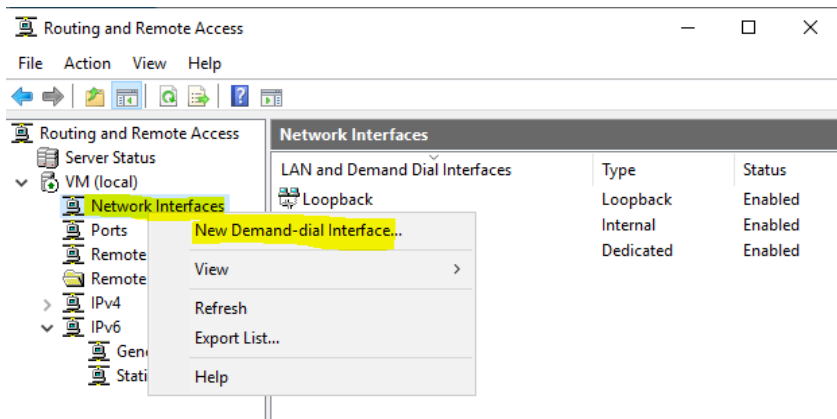 Routing and Remote Access
File Action View Help
Routing and Remote Access
Server Status
VM (local)
Network Interfaces
Ports
Remote
Remote
IPv4
IPv6
Gen
Stati
New Demand-dial Interface...
View
Refresh
Export List...
Help
Network Interfaces
LAN and Demand Dial Interfaces Type Status
Loopback Loopback Enabled
Internal Enabled
Dedicated Enabled